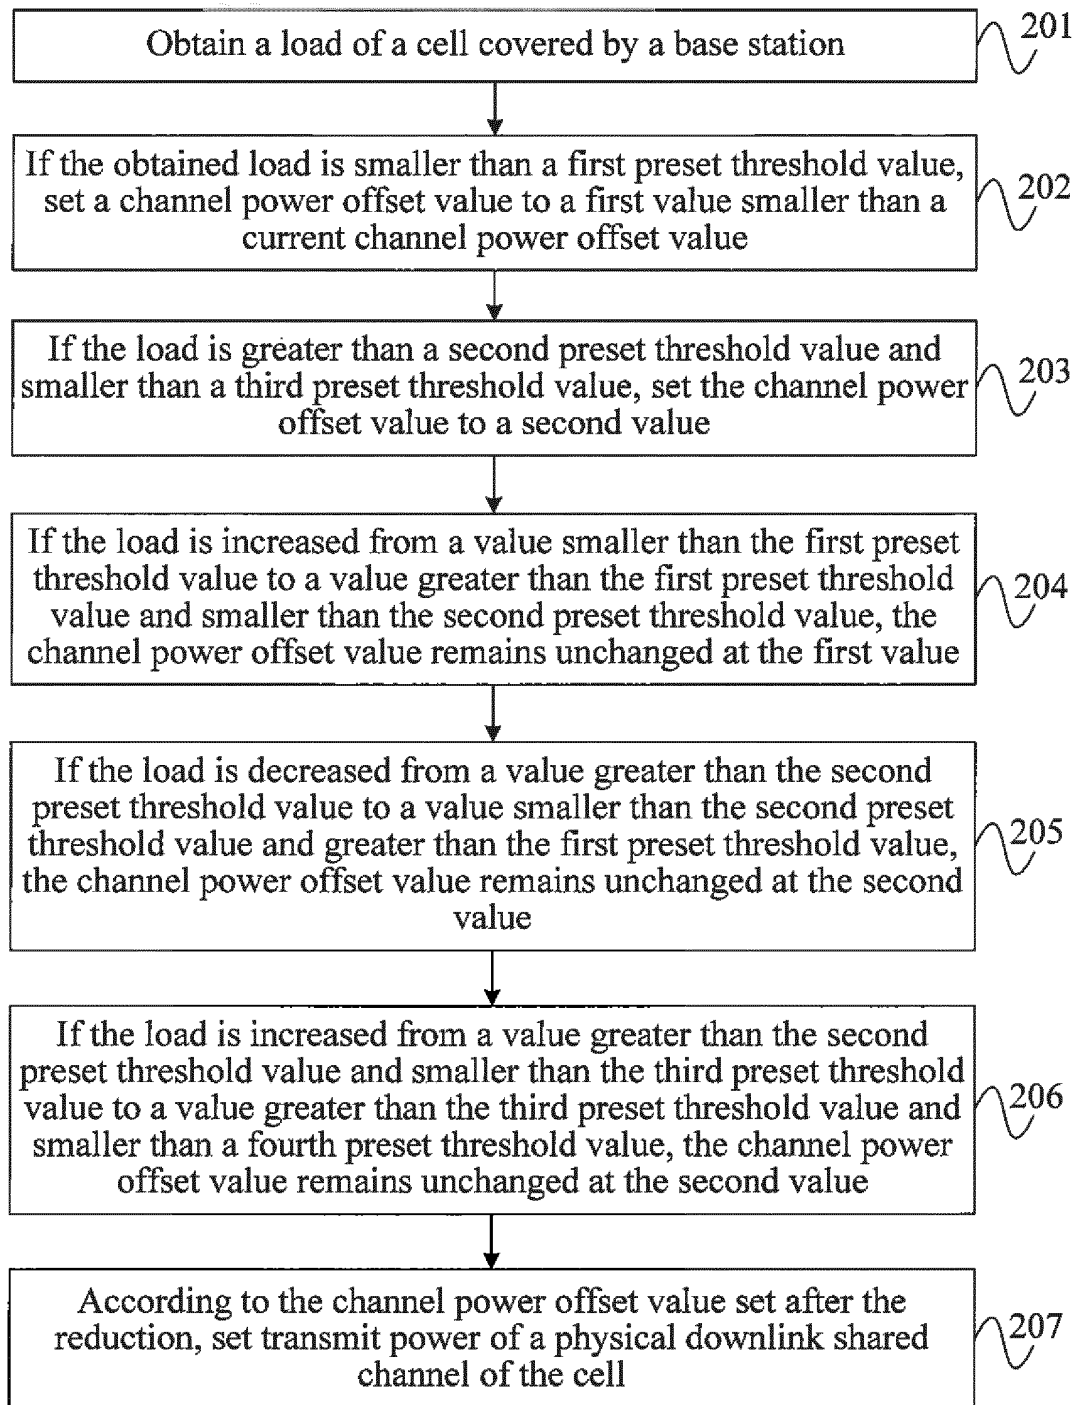 Obtain a load of a cell covered by a base station
201
If the obtained load is smaller than a first preset threshold value,
set a channel power offset value to a first value smaller than a
current channel power offset value
202
If the load is greater than a second preset threshold value and
smaller than a third preset threshold value, set the channel power
offset value to a second value
203
If the load is increased from a value smaller than the first preset
threshold value to a value greater than the first preset threshold
value and smaller than the second preset threshold value, the
channel power offset value remains unchanged at the first value
204
If the load is decreased from a value greater than the second
preset threshold value to a value smaller than the second preset
threshold value and greater than the first preset threshold value,
the channel power offset value remains unchanged at the second
value
205
If the load is increased from a value greater than the second
preset threshold value and smaller than the third preset threshold
value to a value greater than the third preset threshold value and
smaller than a fourth preset threshold value, the channel power
offset value remains unchanged at the second value
206
According to the channel power offset value set after the
reduction, set transmit power of a physical downlink shared
channel of the cell
207